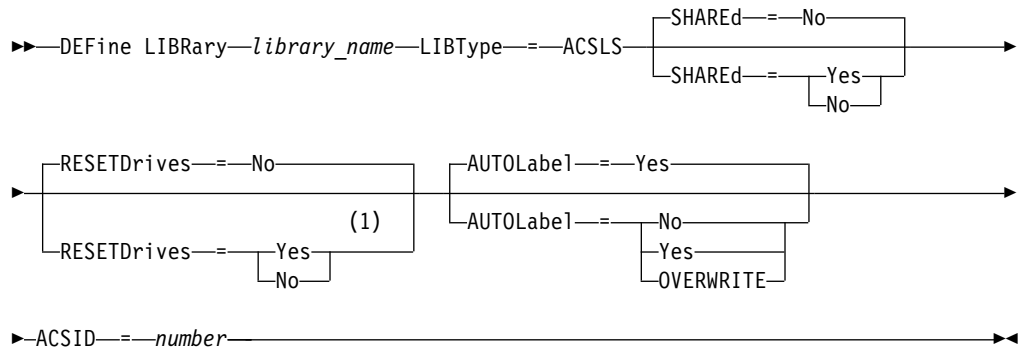 SHAREd = No
DEFine LIBRary library_name LIBType = ACSLS
SHAREd = Yes
No
RESETDrives = No
AUTOLabel = Yes
(1)
RESETDrives = Yes
No
AUTOLabel = No
Yes
OVERWRITE
ACSID = number